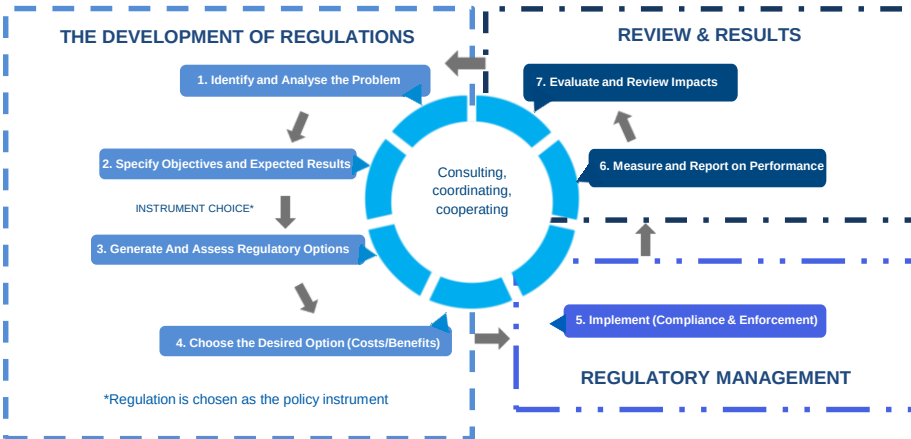 THE DEVELOPMENT OF REGULATIONS
1. Identify and Analyse the Problem
2. Specify Objectives and Expected Results
INSTRUMENT CHOICE*
3. Generate And Assess Regulatory Options
4. Choose the Desired Option (Costs/Benefits)
*Regulation is chosen as the policy instrument
Consulting,
coordinating,
cooperating
REVIEW & RESULTS
7. Evaluate and Review Impacts
6. Measure and Report on Performance
5. Implement (Compliance & Enforcement)
REGULATORY MANAGEMENT